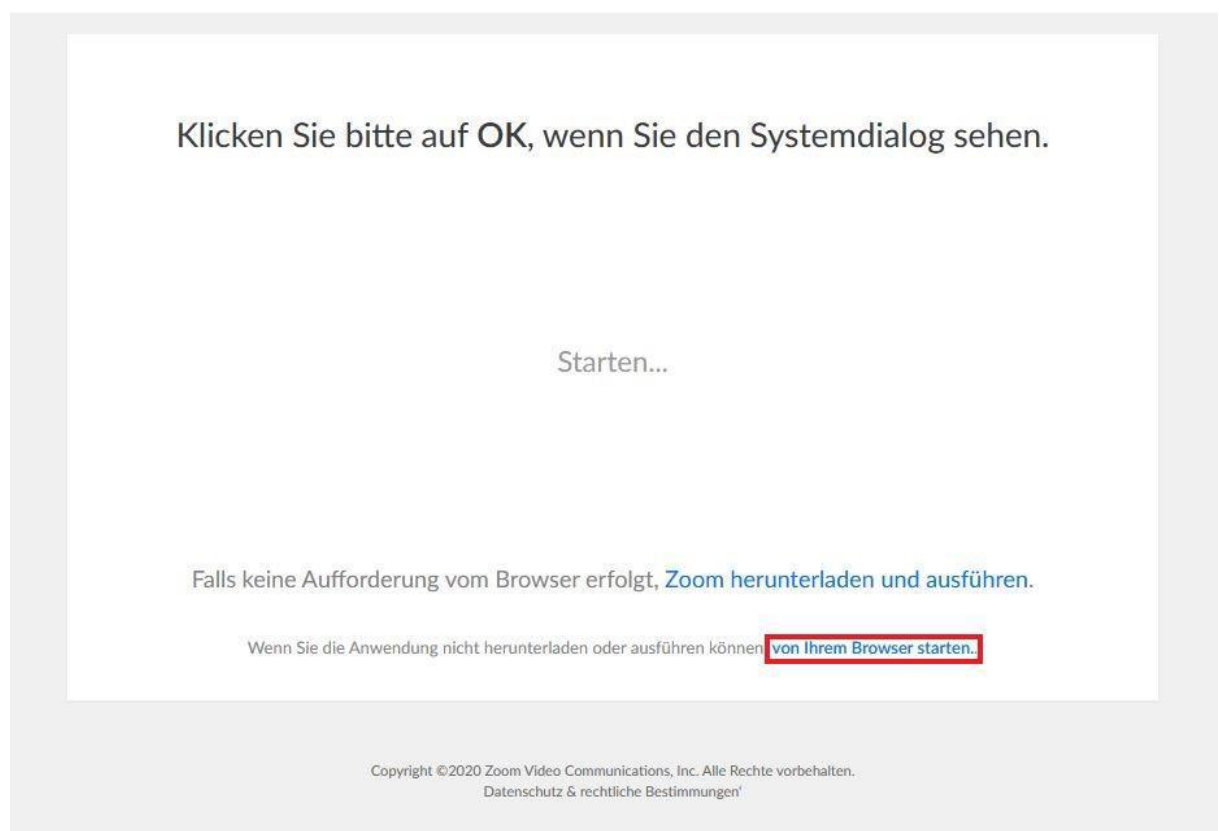 Klicken Sie bitte auf OK, wenn Sie den Systemdialog sehen.
Starten...
Falls keine Aufforderung vom Browser erfolgt, Zoom herunterladen und ausführen.
Wenn Sie die Anwendung nicht herunterladen oder ausführen können von Ihrem Browser starten..
Copyright ©2020 Zoom Video Communications, Inc. Alle Rechte vorbehalten.
Datenschutz & rechtliche Bestimmungen'